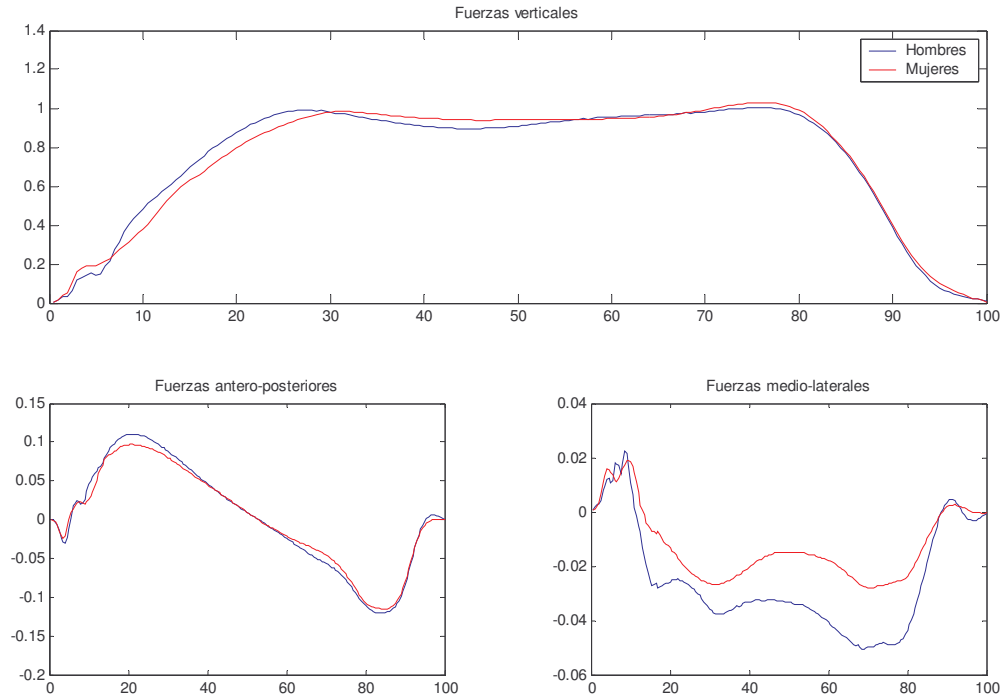 Fuerzas verticales
1.4
1.2
1
0.8
0.6
0.4
0.2
0
Hombres
Mujeres
0 10 20 30 40 50 60 70 80 90 100
Fuerzas antero-posteriores
0.15
0.1
0.05
0
-0.05
-0.1
-0.15
-0.2
0 20 40 60 80 100
Fuerzas medio-laterales
0.04
0.02
0
-0.02
-0.04
-0.06
0 20 40 60 80 100